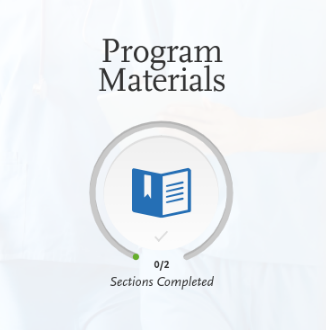 Program
Materials
0/2
Sections Completed